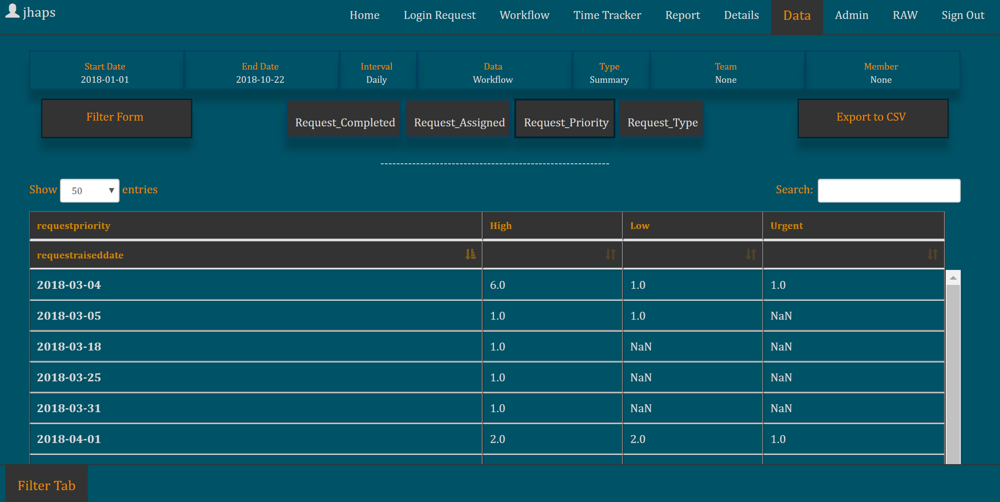 jhaps
Home Login Request Workflow Time Tracker Report Details Data Admin RAW Sign Out
Start Date End Date Interval Data Type Team Member
2018-01-01 2018-10-22 Daily Workflow Summary None None
Filter Form Request_Completed Request_Assigned Request_Priority Request_Type Export to CSV
----------------------------------------------------------
Show 50 entries Search:
requestpriority High Low Urgent
requestraiseddate
2018-03-04 6.0 1.0 1.0
2018-03-05 1.0 1.0 NaN
2018-03-18 1.0 NaN NaN
2018-03-25 1.0 NaN NaN
2018-03-31 1.0 NaN NaN
2018-04-01 2.0 2.0 1.0
Filter Tab